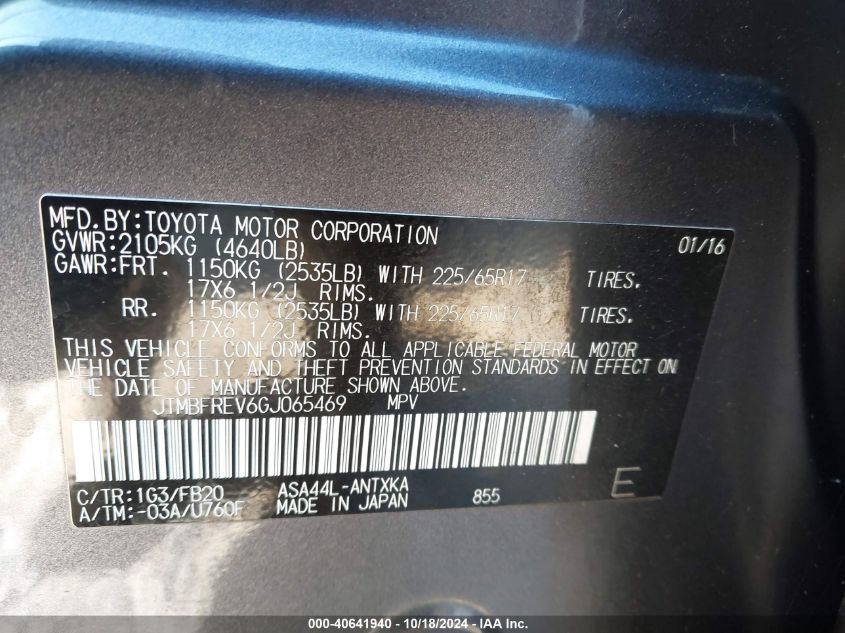 MFD.BY:TOYOTA MOTOR CORPORATION 01/16
GVWR:2105KG (4640LB)
GAWR:FRT. 1150KG (2535LB) WITH 225/65R17 TIRES.
17X6 1/2J RIMS.
RR. 1150KG (2535LB) WITH 225/65R17 TIRES.
17X6 1/2J RIMS.
THIS VEHICLE CONFORMS TO ALL APPLICABLE FEDERAL MOTOR
VEHICLE SAFETY AND THEFT PREVENTION STANDARDS IN EFFECT ON
THE DATE OF MANUFACTURE SHOWN ABOVE.
JTMBFREV6GJ065469 MPV
C/TR:1G3/FB20 ASA44L-ANTXKA
A/TM:-03A/U760F MADE IN JAPAN 855 E
000-40641940 - 10/18/2024 - IAA Inc.